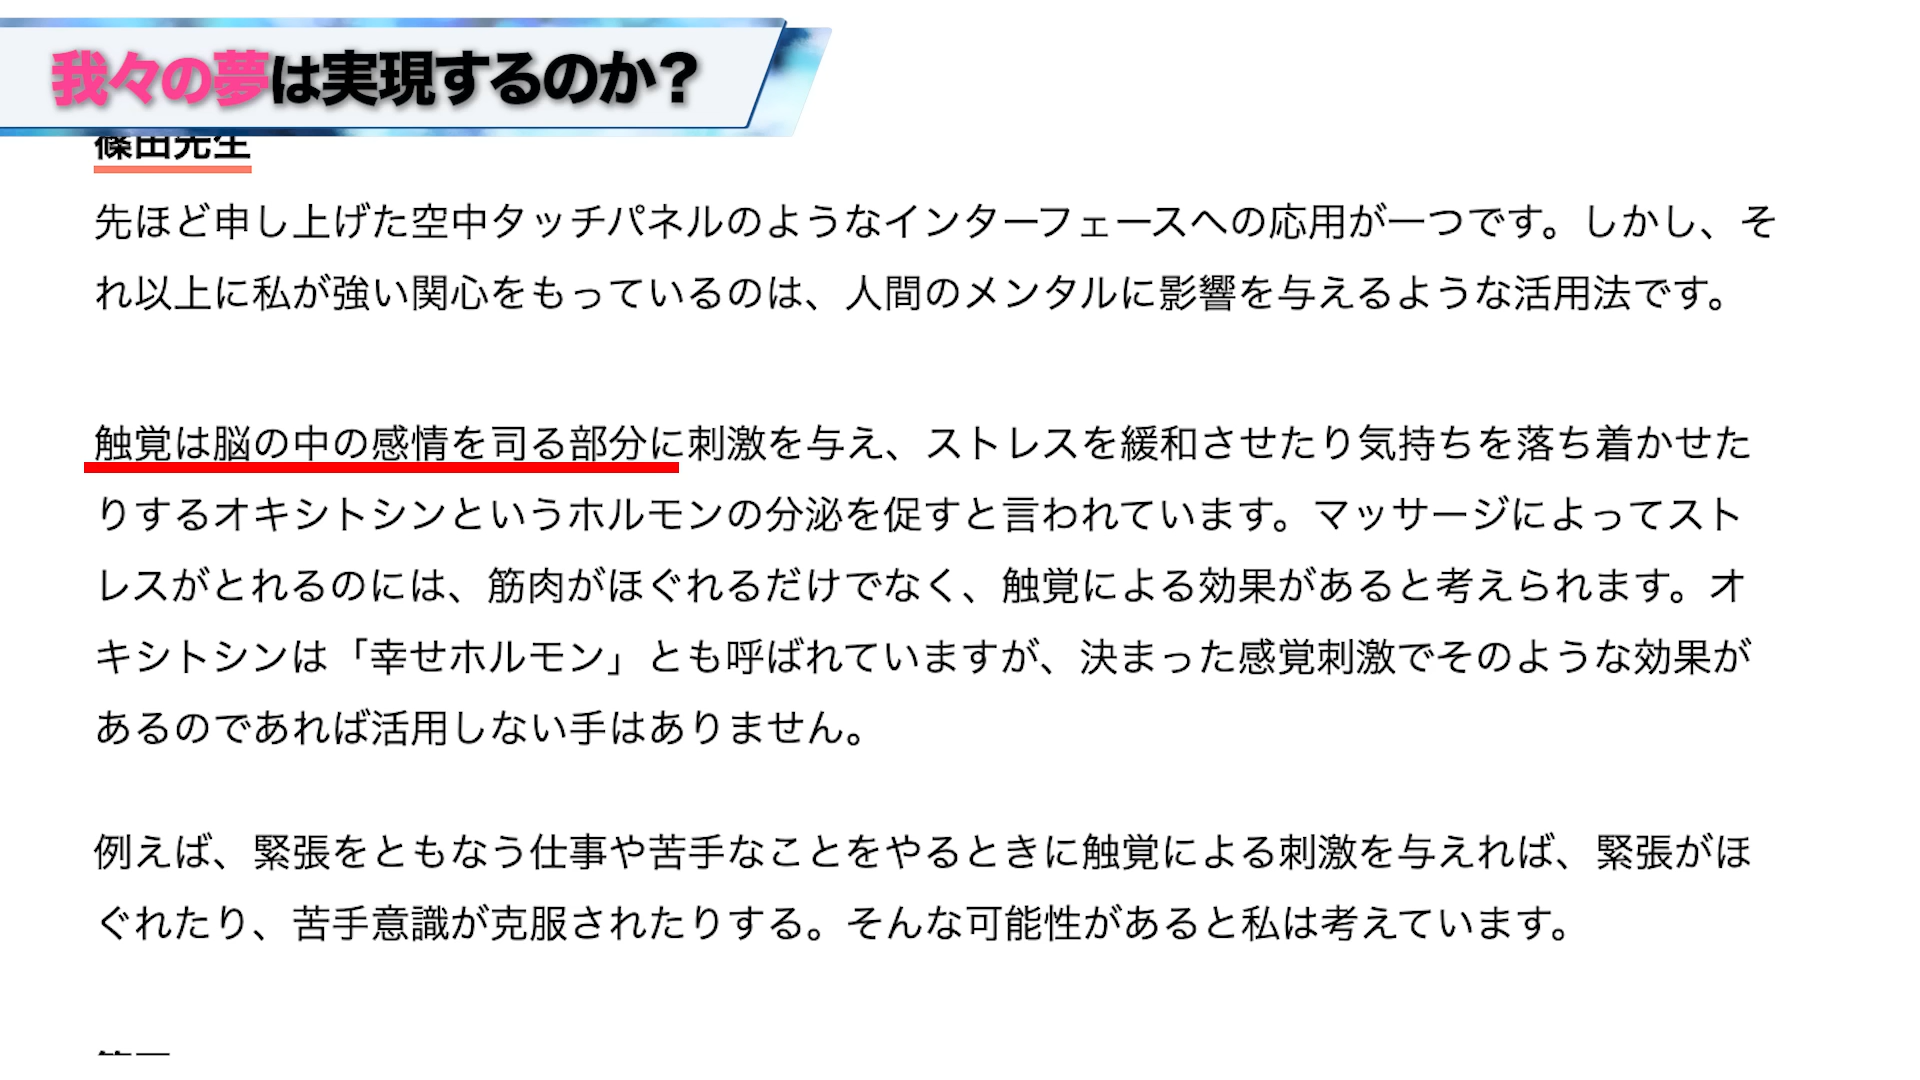 我々の夢は実現するのか?
篠田先生
先ほど申し上げた空中タッチパネルのようなインターフェースへの応用が一つです。しかし、そ
れ以上に私が強い関心をもっているのは、人間のメンタルに影響を与えるような活用法です。
触覚は脳の中の感情を司る部分に刺激を与え、ストレスを緩和させたり気持ちを落ち着かせた
りするオキシトシンというホルモンの分泌を促すと言われています。マッサージによってスト
レスがとれるのには、筋肉がほぐれるだけでなく、触覚による効果があると考えられます。オ
キシトシンは「幸せホルモン」とも呼ばれていますが、決まった感覚刺激でそのような効果が
あるのであれば活用しない手はありません。
例えば、緊張をともなう仕事や苦手なことをやるときに触覚による刺激を与えれば、緊張がほ
ぐれたり、苦手意識が克服されたりする。そんな可能性があると私は考えています。